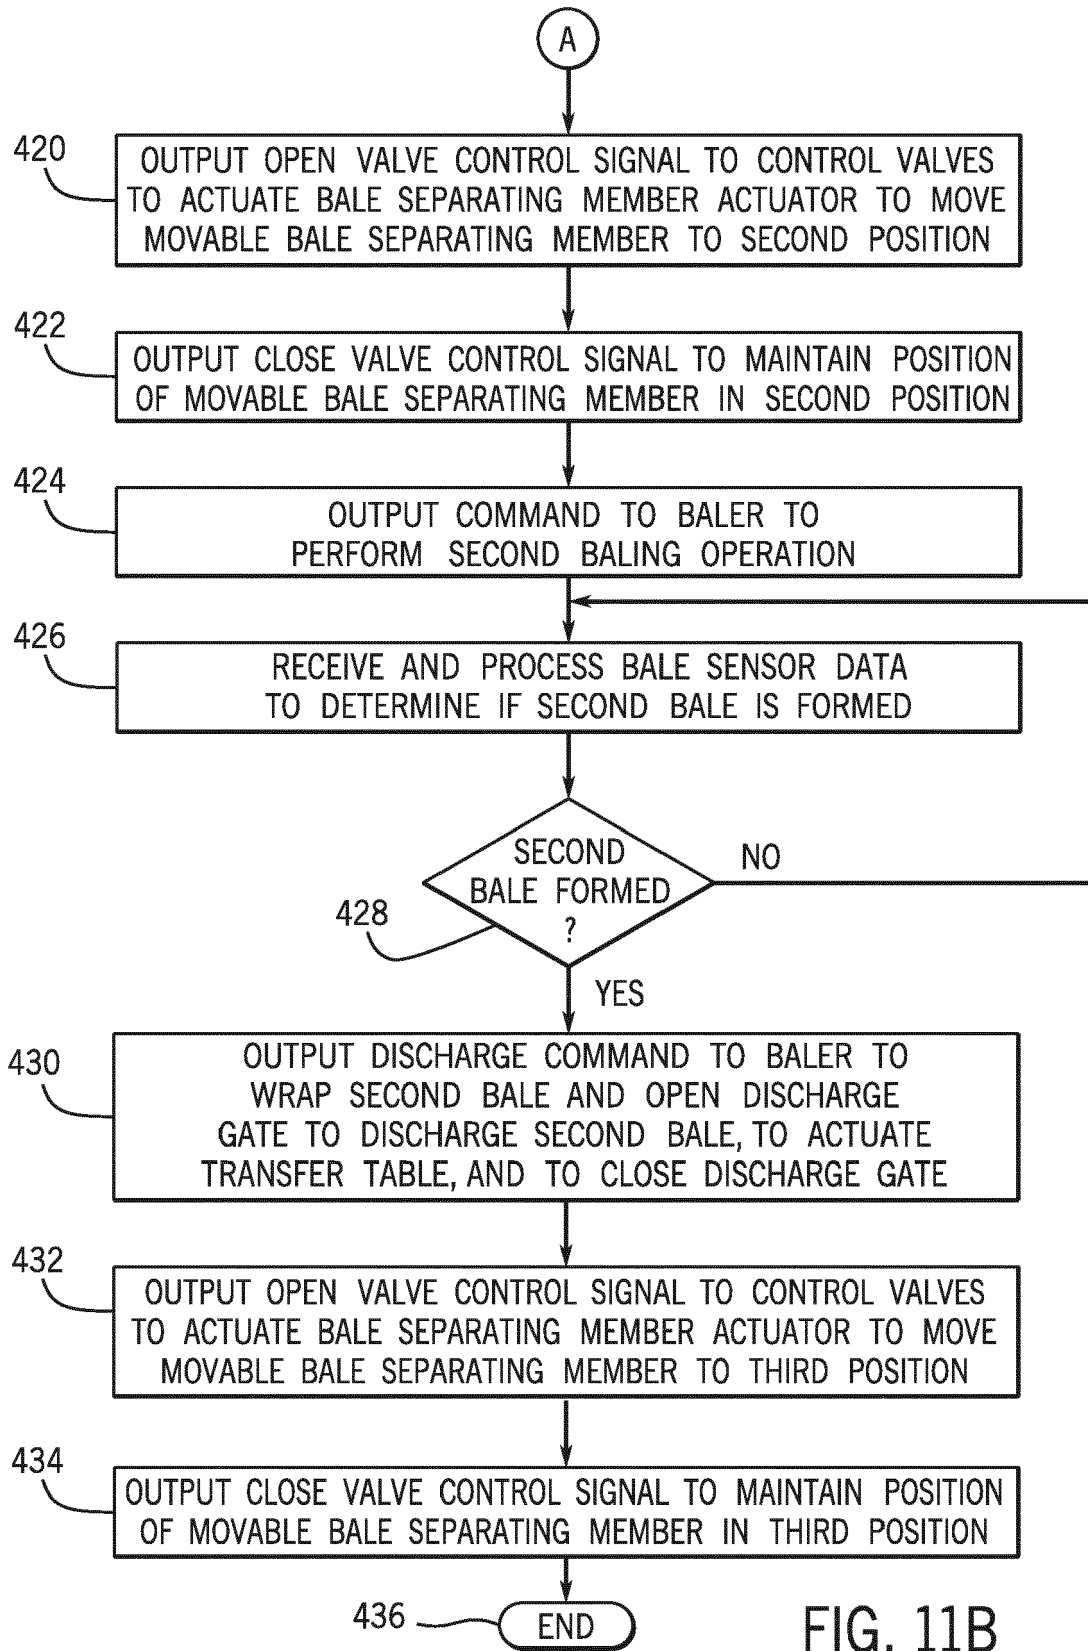 A
420
OUTPUT OPEN VALVE CONTROL SIGNAL TO CONTROL VALVES
TO ACTUATE BALE SEPARATING MEMBER ACTUATOR TO MOVE
MOVABLE BALE SEPARATING MEMBER TO SECOND POSITION
422
OUTPUT CLOSE VALVE CONTROL SIGNAL TO MAINTAIN POSITION
OF MOVABLE BALE SEPARATING MEMBER IN SECOND POSITION
424
OUTPUT COMMAND TO BALER TO
PERFORM SECOND BALING OPERATION
426
RECEIVE AND PROCESS BALE SENSOR DATA
TO DETERMINE IF SECOND BALE IS FORMED
SECOND
BALE FORMED
?
NO
428
YES
430
OUTPUT DISCHARGE COMMAND TO BALER TO
WRAP SECOND BALE AND OPEN DISCHARGE
GATE TO DISCHARGE SECOND BALE, TO ACTUATE
TRANSFER TABLE, AND TO CLOSE DISCHARGE GATE
432
OUTPUT OPEN VALVE CONTROL SIGNAL TO CONTROL VALVES
TO ACTUATE BALE SEPARATING MEMBER ACTUATOR TO MOVE
MOVABLE BALE SEPARATING MEMBER TO THIRD POSITION
434
OUTPUT CLOSE VALVE CONTROL SIGNAL TO MAINTAIN POSITION
OF MOVABLE BALE SEPARATING MEMBER IN THIRD POSITION
436
END
FIG. 11B